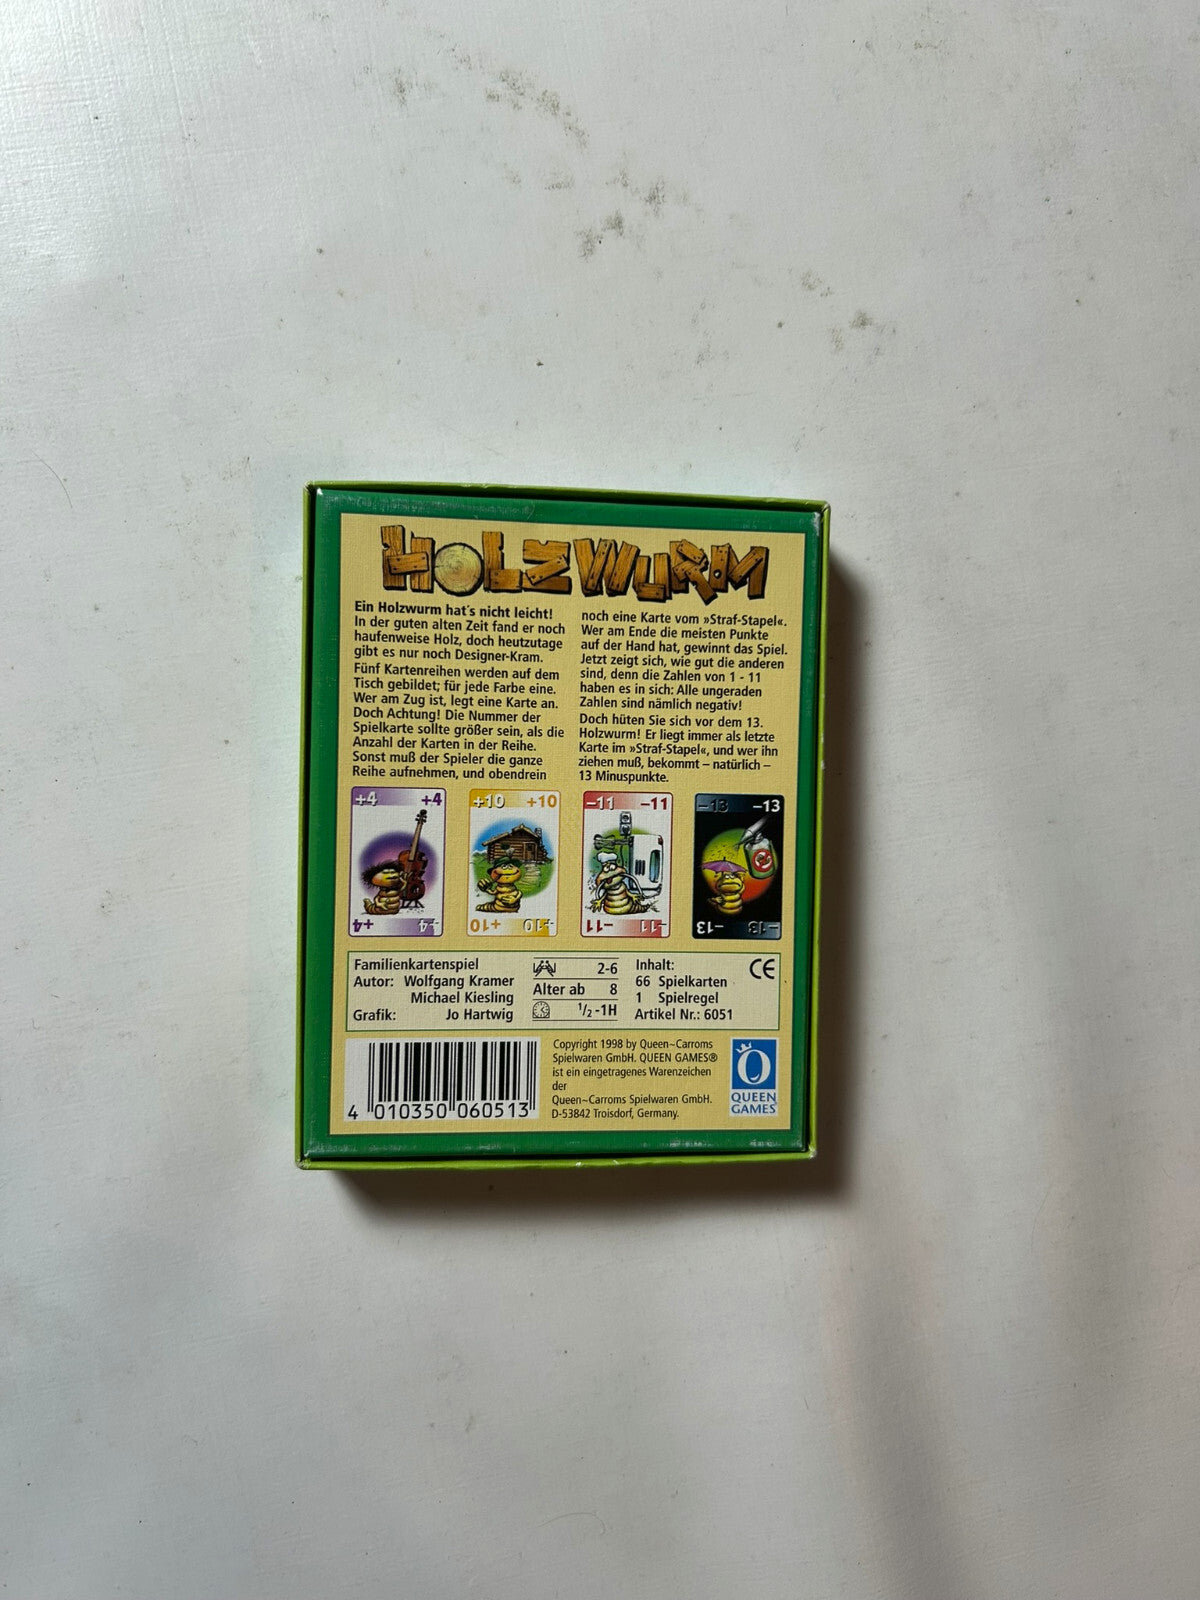 HOLZWURM
Ein Holzwurm hat´s nicht leicht!
In der guten alten Zeit fand er noch
haufenweise Holz, doch heutzutage
gibt es nur noch Designer-Kram.
Fünf Kartenreihen werden auf dem
Tisch gebildet; für jede Farbe eine.
Wer am Zug ist, legt eine Karte an.
Doch Achtung! Die Nummer der
Spielkarte sollte größer sein, als die
Anzahl der Karten in der Reihe.
Sonst muß der Spieler die ganze
Reihe aufnehmen, und obendrein
noch eine Karte vom »Straf-Stapel«.
Wer am Ende die meisten Punkte
auf der Hand hat, gewinnt das Spiel.
Jetzt zeigt sich, wie gut die anderen
sind, denn die Zahlen von 1 - 11
haben es in sich: Alle ungeraden
Zahlen sind nämlich negativ!
Doch hüten Sie sich vor dem 13.
Holzwurm! Er liegt immer als letzte
Karte im »Straf-Stapel«, und wer ihn
ziehen muß, bekommt – natürlich –
13 Minuspunkte.
+4 +4
+4 +4
+10 +10
+10 +10
−11 −11
−11 −11
−13 −13
−13 −13
Familienkartenspiel
Autor: Wolfgang Kramer
Michael Kiesling
Grafik: Jo Hartwig
2-6
Alter ab 8
1/2 -1H
Inhalt:
66 Spielkarten
1 Spielregel
Artikel Nr.: 6051
CE
4 010350 060513
Copyright 1998 by Queen~Carroms
Spielwaren GmbH. QUEEN GAMES®
ist ein eingetragenes Warenzeichen
der
Queen~Carroms Spielwaren GmbH.
D-53842 Troisdorf, Germany.
QUEEN
GAMES